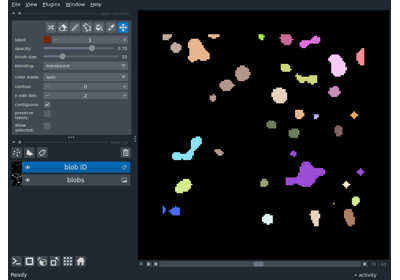 File View Plugins Window Help
label: 1
opacity: 0.70
brush size: 10
blending: translucent
color mode: auto
contour: 0
n edit dim: 2
contiguous:
preserve labels:
show selected:
blob ID
blobs
Ready
activity